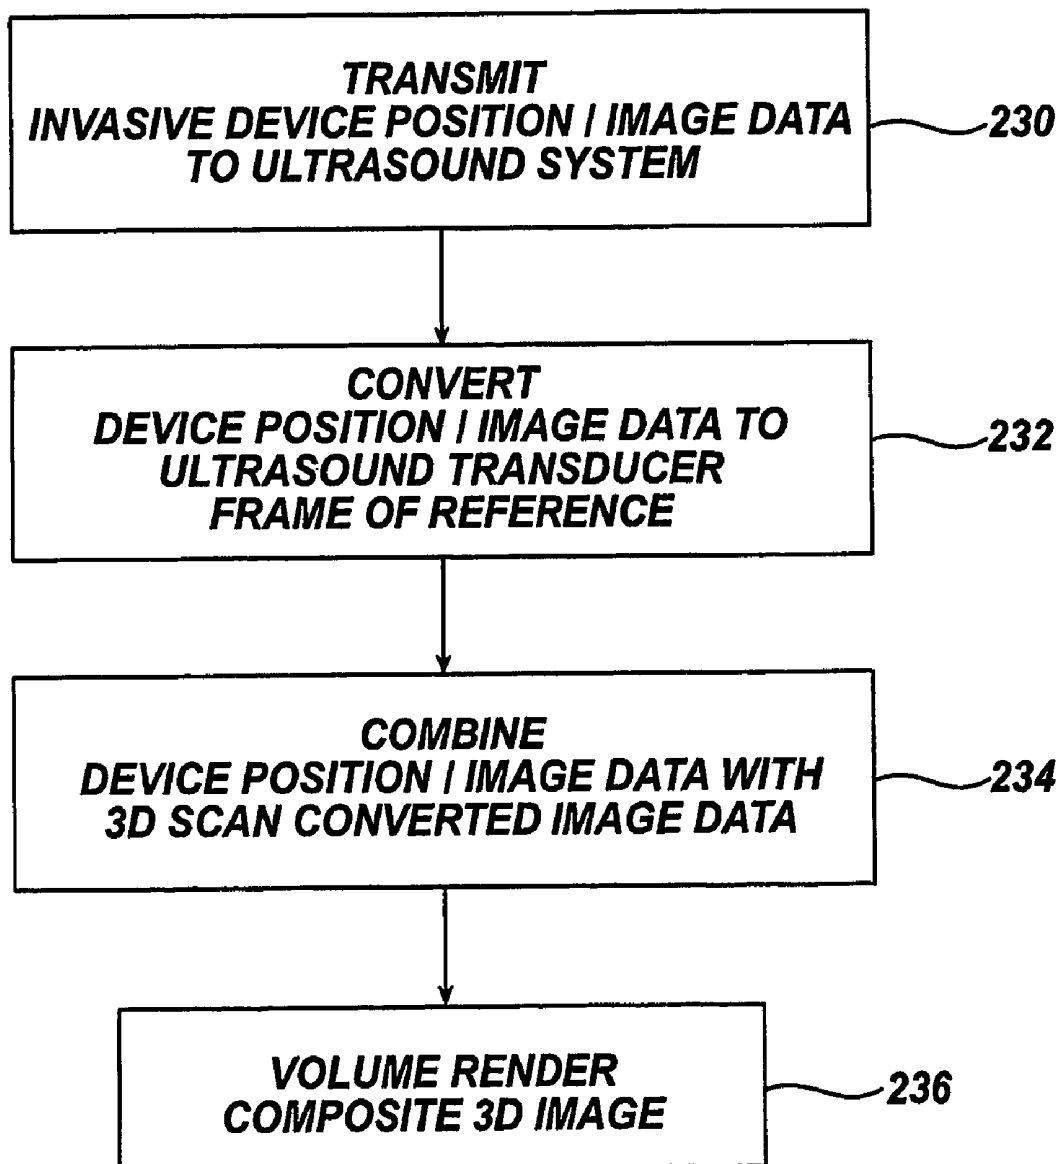 TRANSMIT
INVASIVE DEVICE POSITION / IMAGE DATA
TO ULTRASOUND SYSTEM
230
CONVERT
DEVICE POSITION / IMAGE DATA TO
ULTRASOUND TRANSDUCER
FRAME OF REFERENCE
232
COMBINE
DEVICE POSITION / IMAGE DATA WITH
3D SCAN CONVERTED IMAGE DATA
234
VOLUME RENDER
COMPOSITE 3D IMAGE
236